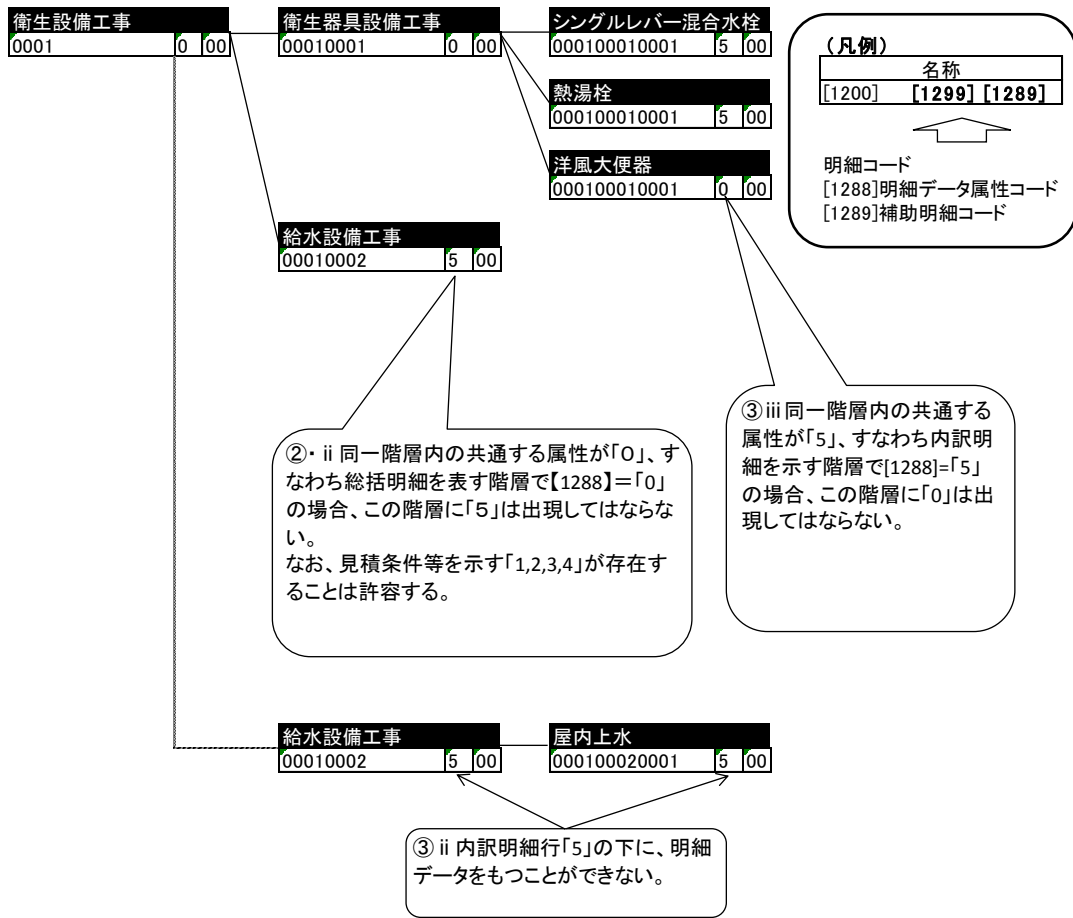 衛生設備工事
0001 0 00
衛生器具設備工事
00010001 0 00
シングルレバー混合水栓
000100010001 5 00
熱湯栓
000100010001 5 00
洋風大便器
000100010001 0 00
給水設備工事
00010002 5 00
(凡例)
名称
[1200] [1299] [1289]
明細コード
[1288]明細データ属性コード
[1289]補助明細コード
②・ⅱ同一階層内の共通する属性が「O」、す
なわち総括明細を表す階層で【1288】=「0」
の場合、この階層に「5」は出現してはならな
い。
なお、見積条件等を示す「1,2,3,4」が存在す
ることは許容する。
③ⅲ同一階層内の共通する
属性が「5」、すなわち内訳明
細を示す階層で[1288]=「5」
の場合、この階層に「0」は出
現してはならない。
給水設備工事
00010002 5 00
屋内上水
000100020001 5 00
③ⅱ内訳明細行「5」の下に、明細
データをもつことができない。